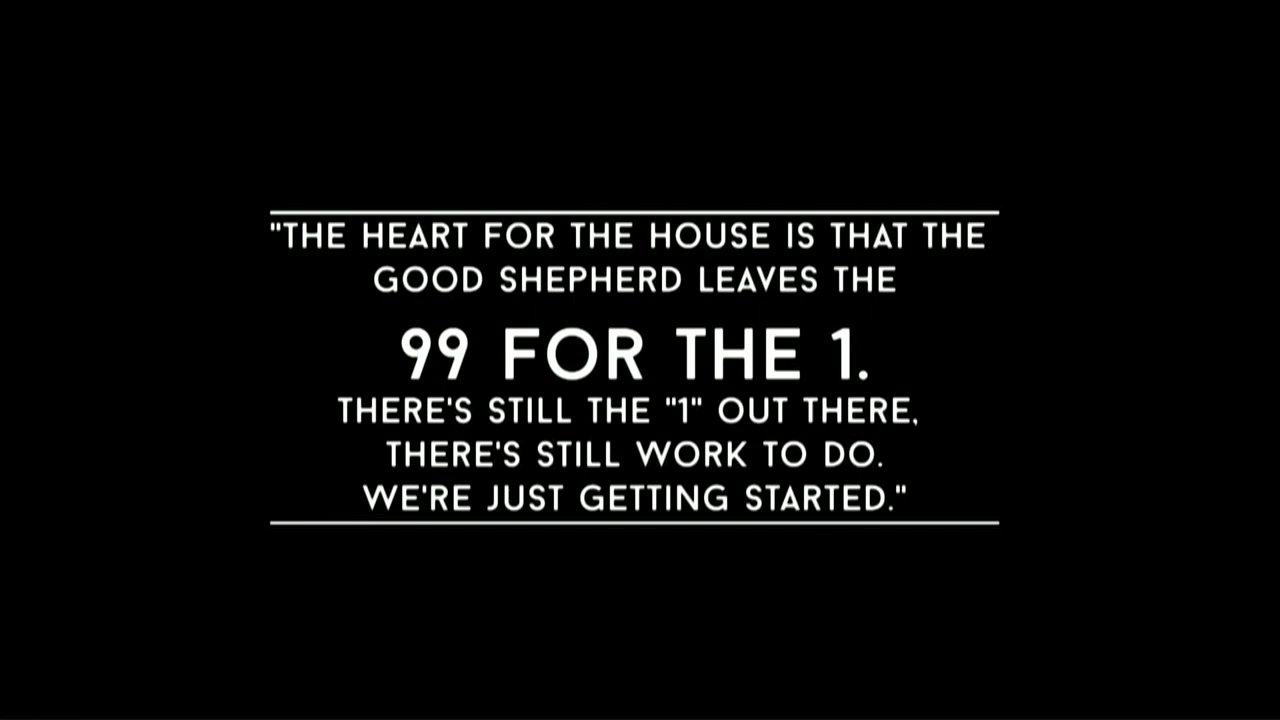 "THE HEART FOR THE HOUSE IS THAT THE
GOOD SHEPHERD LEAVES THE
99 FOR THE 1.
THERE'S STILL THE "1" OUT THERE,
THERE'S STILL WORK TO DO.
WE'RE JUST GETTING STARTED."